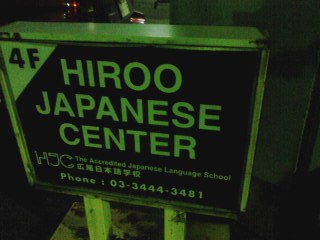 4F
HIROO
JAPANESE
CENTER
HJC The Accredited Japanese Language School
広尾日本語学校
Phone : 03-3444-3481